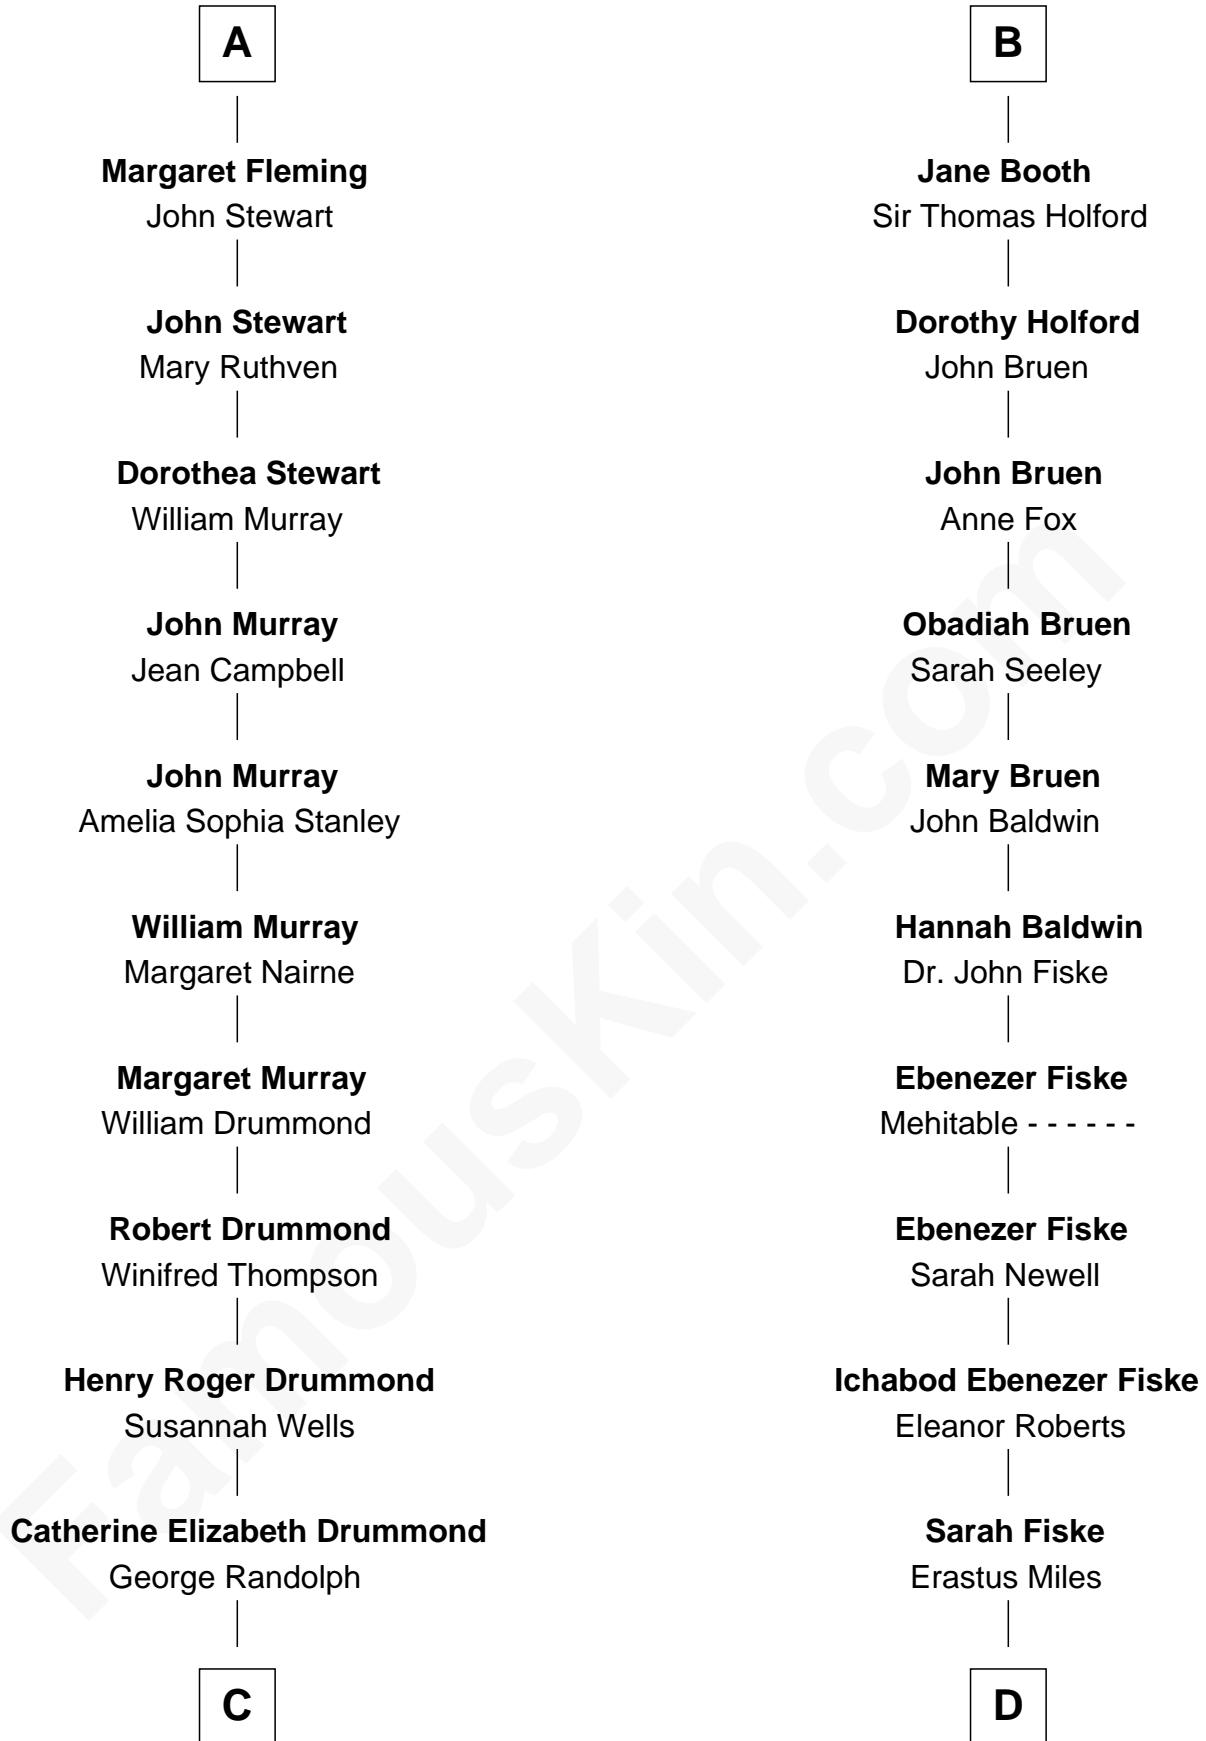 A
Margaret Fleming
John Stewart
John Stewart
Mary Ruthven
Dorothea Stewart
William Murray
John Murray
Jean Campbell
John Murray
Amelia Sophia Stanley
William Murray
Margaret Nairne
Margaret Murray
William Drummond
Robert Drummond
Winifred Thompson
Henry Roger Drummond
Susannah Wells
Catherine Elizabeth Drummond
George Randolph
C
B
Jane Booth
Sir Thomas Holford
Dorothy Holford
John Bruen
John Bruen
Anne Fox
Obadiah Bruen
Sarah Seeley
Mary Bruen
John Baldwin
Hannah Baldwin
Dr. John Fiske
Ebenezer Fiske
Mehitable - - - - - -
Ebenezer Fiske
Sarah Newell
Ichabod Ebenezer Fiske
Eleanor Roberts
Sarah Fiske
Erastus Miles
D
FamousKin.com